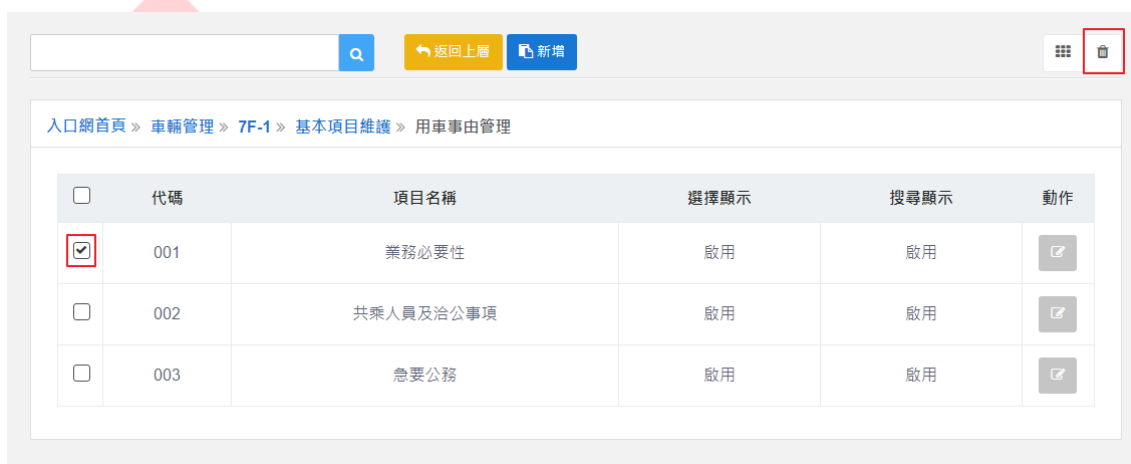 返回上層 新增
入口網首頁 » 車輛管理 » 7F-1 » 基本項目維護 » 用車事由管理
代碼 項目名稱 選擇顯示 搜尋顯示 動作
001 業務必要性 啟用 啟用
002 共乘人員及洽公事項 啟用 啟用
003 急要公務 啟用 啟用